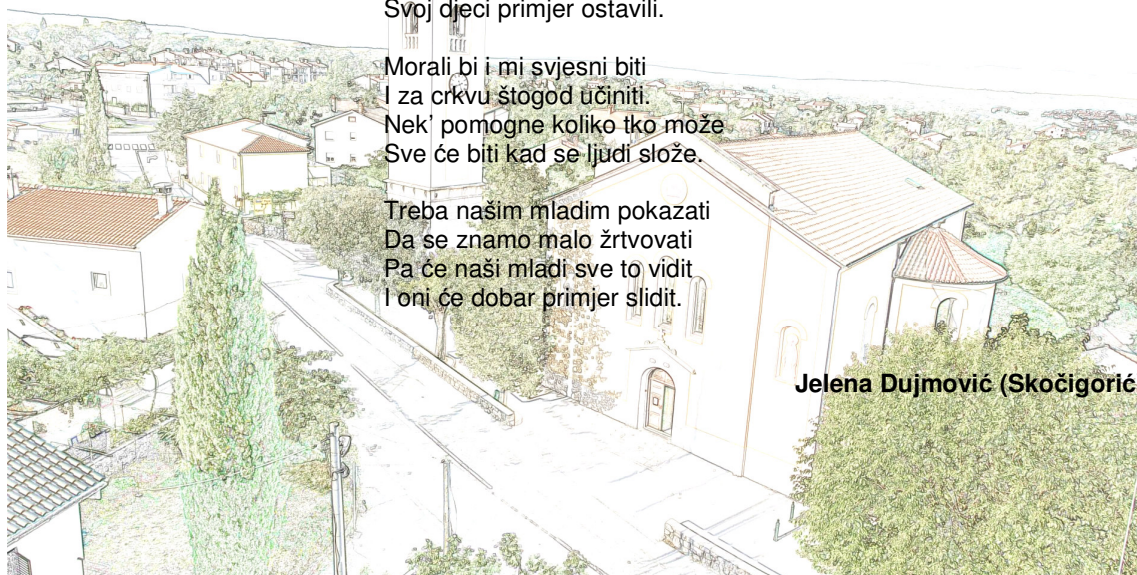 Svoj djeci primjer ostavili.
Morali bi i mi svjesni biti
I za crkvu štogod učiniti.
Nek’ pomogne koliko tko može
Sve će biti kad se ljudi slože.
Treba našim mladim pokazati
Da se znamo malo žrtvovati
Pa će naši mladi sve to vidit
I oni će dobar primjer slidit.
Jelena Dujmović (Skočigorić